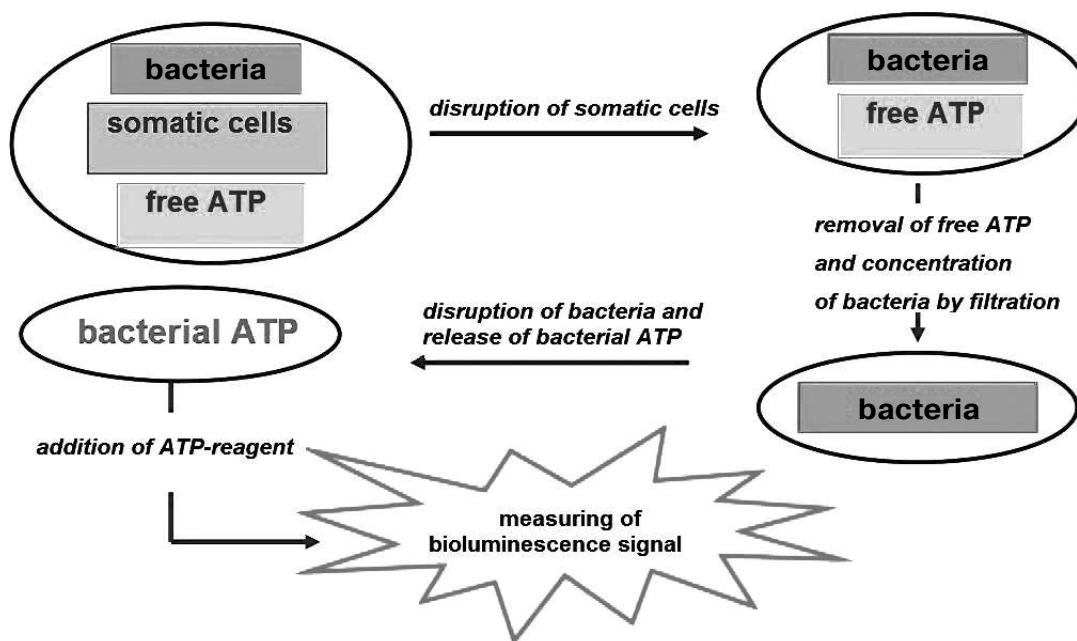 bacteria
somatic cells
free ATP
disruption of somatic cells
bacteria
free ATP
removal of free ATP
and concentration
of bacteria by filtration
bacteria
disruption of bacteria and
release of bacterial ATP
bacterial ATP
addition of ATP-reagent
measuring of
bioluminescence signal